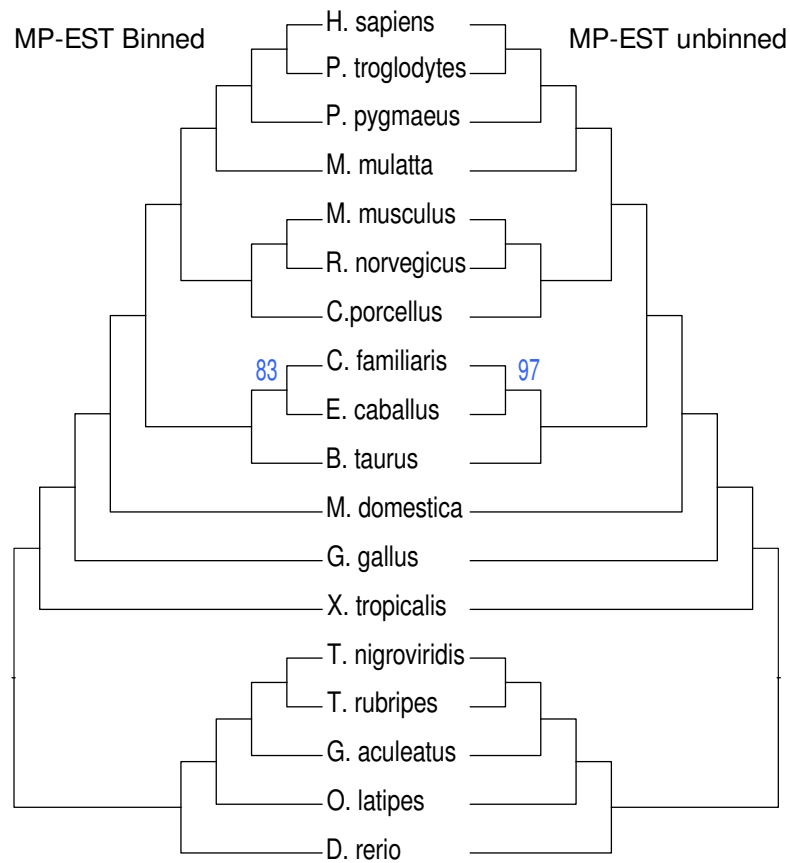 MP-EST Binned
MP-EST unbinned
H. sapiens
P. troglodytes
P. pygmaeus
M. mulatta
M. musculus
R. norvegicus
C.porcellus
83
C. familiaris
97
E. caballus
B. taurus
M. domestica
G. gallus
X. tropicalis
T. nigroviridis
T. rubripes
G. aculeatus
O. latipes
D. rerio